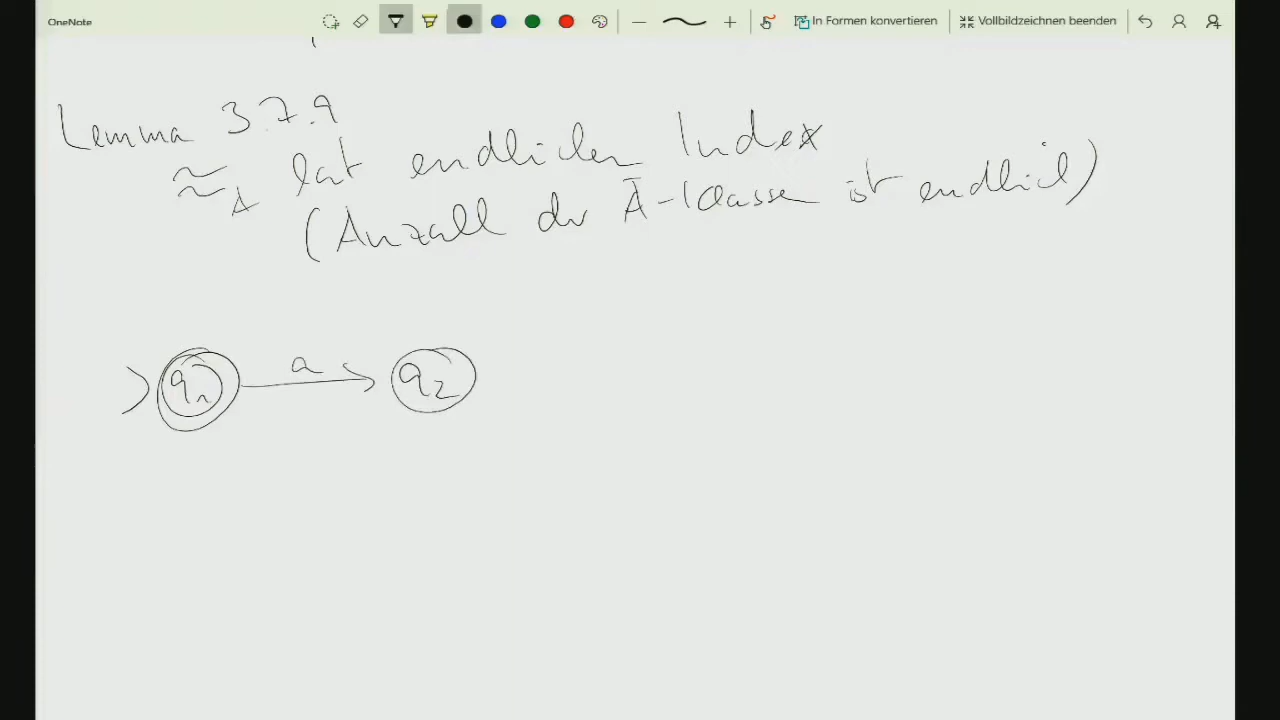 OneNote
In Formen konvertieren
Vollbildzeichnen beenden
Lemma 3.7.9
≈A hat endlichen Index
(Anzahl der A-Klassen ist endlich)
q1 a q2